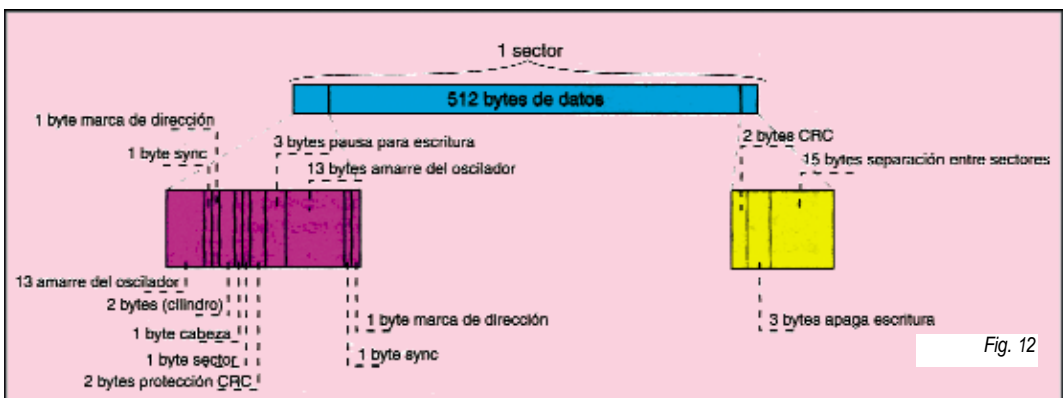 1 sector
512 bytes de datos
1 byte marca de dirección
1 byte sync
3 bytes pausa para escritura
13 bytes amarre del oscilador
2 bytes CRC
15 bytes separación entre sectores
13 amarre del oscilador
2 bytes (cilindro)
1 byte cabeza
1 byte sector
2 bytes protección CRC
1 byte marca de dirección
1 byte sync
3 bytes apaga escritura
Fig. 12